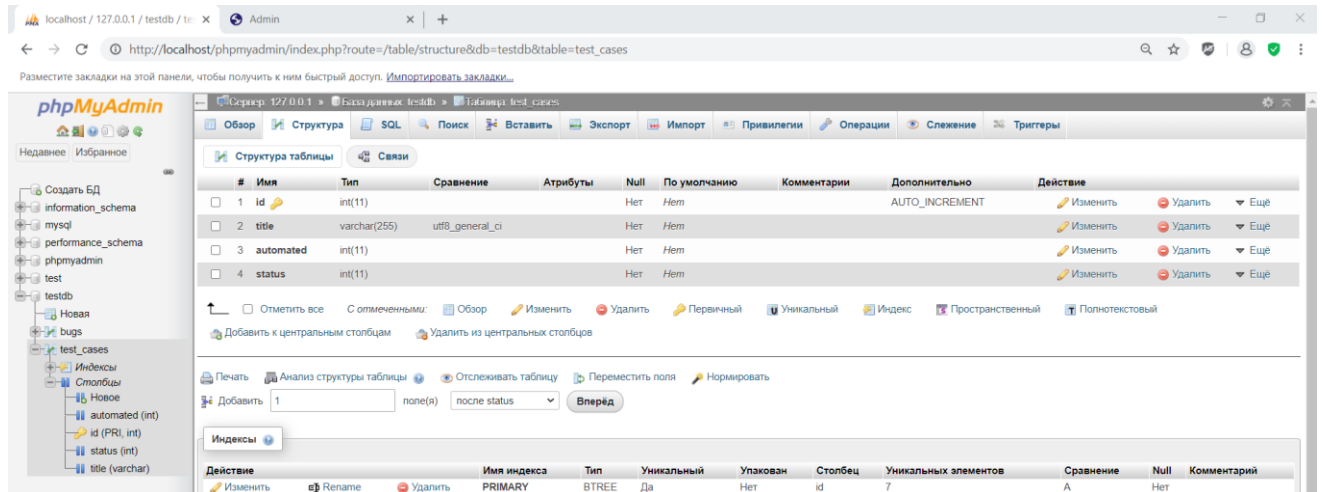 localhost / 127.0.0.1 / testdb / te
Admin
http://localhost/phpmyadmin/index.php?route=/table/structure&db=testdb&table=test_cases
Разместите закладки на этой панели, чтобы получить к ним быстрый доступ. Импортировать закладки...
phpMyAdmin
Недавнее Избранное
Создать БД
information_schema
mysql
performance_schema
phpmyadmin
test
testdb
Новая
bugs
test_cases
Индексы
Столбцы
Новое
automated (int)
id (PRI, int)
status (int)
title (varchar)
Сервер: 127.0.0.1 » База данных: testdb » Таблица: test_cases
Обзор Структура SQL Поиск Вставить Экспорт Импорт Привилегии Операции Слежение Триггеры
Структура таблицы Связи
# Имя Тип Сравнение Атрибуты Null По умолчанию Комментарии Дополнительно Действие
1 id int(11) Нет Нет AUTO_INCREMENT Изменить Удалить Ещё
2 title varchar(255) utf8_general_ci Нет Нет Изменить Удалить Ещё
3 automated int(11) Нет Нет Изменить Удалить Ещё
4 status int(11) Нет Нет Изменить Удалить Ещё
Отметить все С отмеченными: Обзор Изменить Удалить Первичный Уникальный Индекс Пространственный Полнотекстовый
Добавить к центральным столбцам Удалить из центральных столбцов
Печать Анализ структуры таблицы Отслеживать таблицу Переместить поля Нормировать
Добавить 1 поле(я) после status Вперёд
Индексы
Действие Имя индекса Тип Уникальный Упакован Столбец Уникальных элементов Сравнение Null Комментарий
Изменить Rename Удалить PRIMARY BTREE Да Нет id 7 A Нет